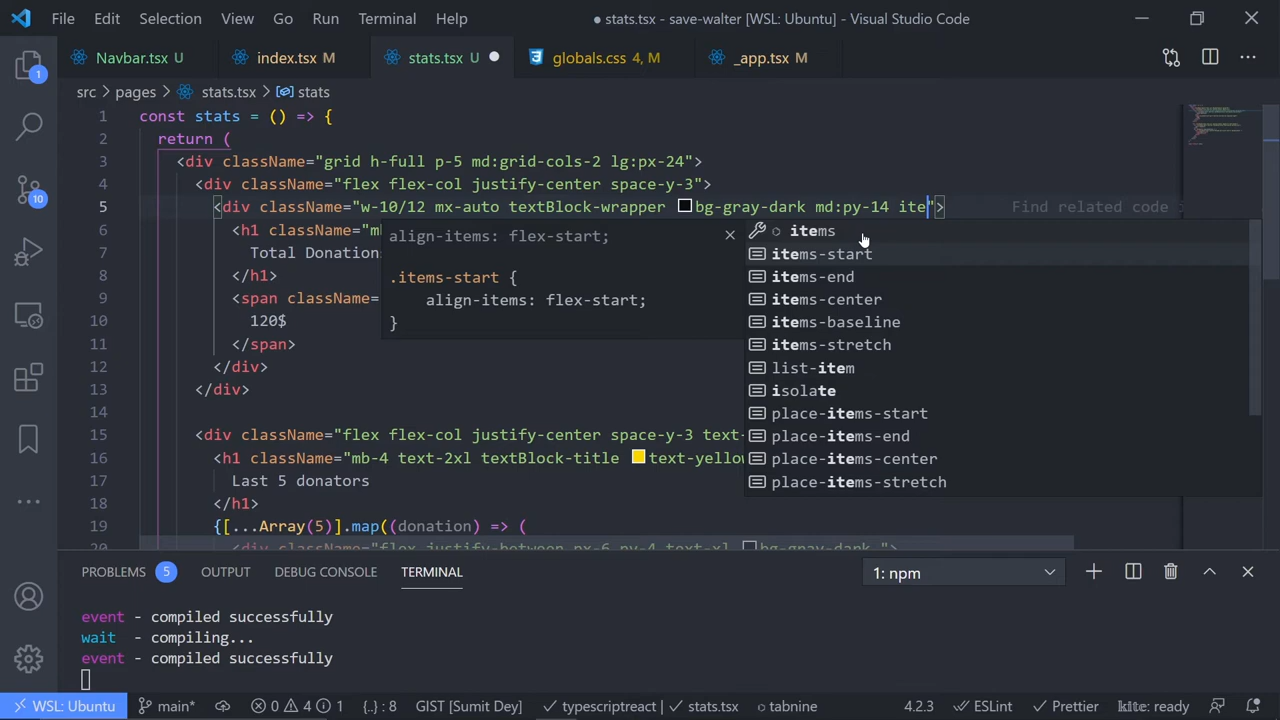 File Edit Selection View Go Run Terminal Help ● stats.tsx - save-walter [WSL: Ubuntu] - Visual Studio Code
Navbar.tsx U index.tsx M stats.tsx U ● globals.css 4, M _app.tsx M
src > pages > stats.tsx > stats
1 const stats = () => {
2 return (
3 <div className="grid h-full p-5 md:grid-cols-2 lg:px-24">
4 <div className="flex flex-col justify-center space-y-3">
5 <div className="w-10/12 mx-auto textBlock-wrapper bg-gray-dark md:py-14 ite"> Find related code
6 <h1 className="mb
7 Total Donation
8 </h1>
9 <span className=
10 120$
11 </span>
12 </div>
13 </div>
14
15 <div className="flex flex-col justify-center space-y-3 text-
16 <h1 className="mb-4 text-2xl textBlock-title text-yellow
17 Last 5 donators
18 </h1>
19 {[...Array(5)].map((donation) => (
20 <div className="flex justify-between px-6 py-4 text-xl bg-gray-dark ">
align-items: flex-start;
.items-start {
align-items: flex-start;
}
items
items-start
items-end
items-center
items-baseline
items-stretch
list-item
isolate
place-items-start
place-items-end
place-items-center
place-items-stretch
1
10
PROBLEMS 5 OUTPUT DEBUG CONSOLE TERMINAL 1: npm
event - compiled successfully
wait - compiling...
event - compiled successfully
WSL: Ubuntu main* 0 4 1 {..} : 8 GIST [Sumit Dey] typescriptreact | ✓ stats.tsx tabnine 4.2.3 ESLint Prettier kite: ready